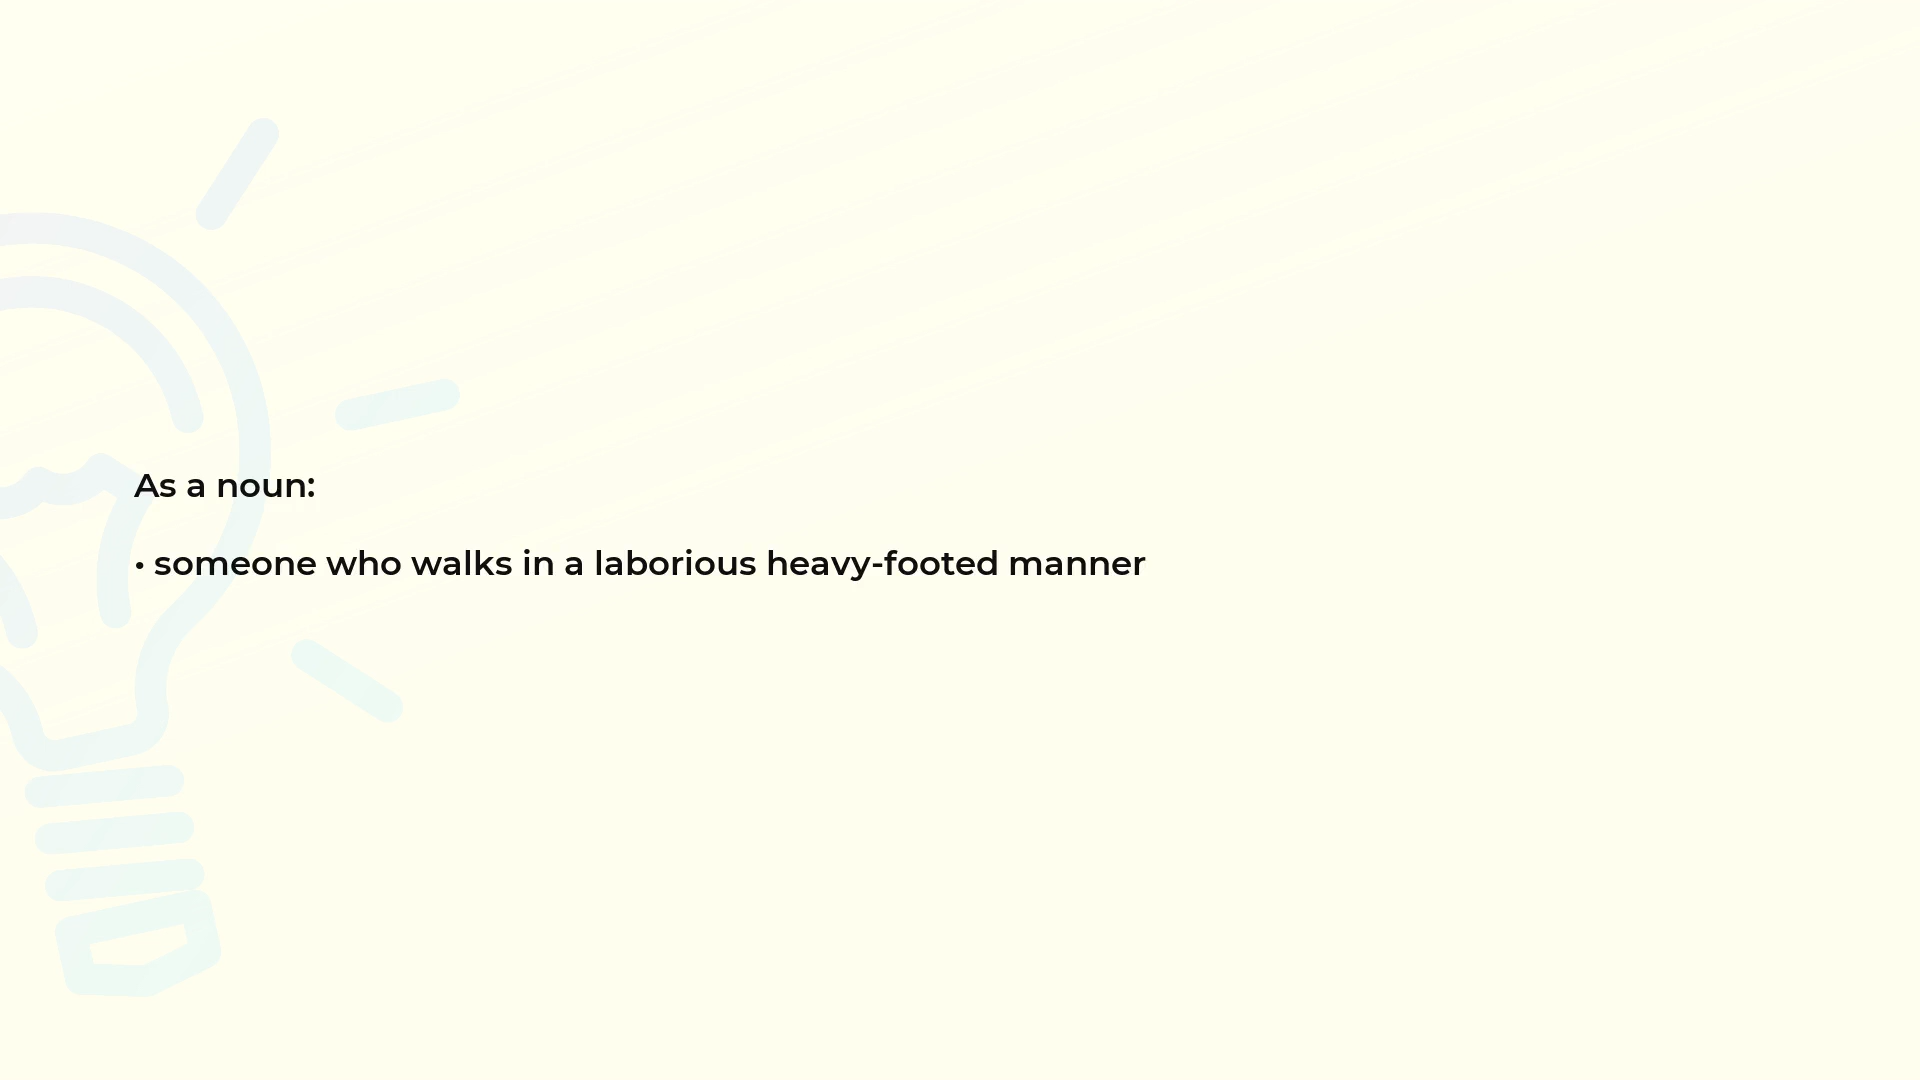 As a noun:
• someone who walks in a laborious heavy-footed manner